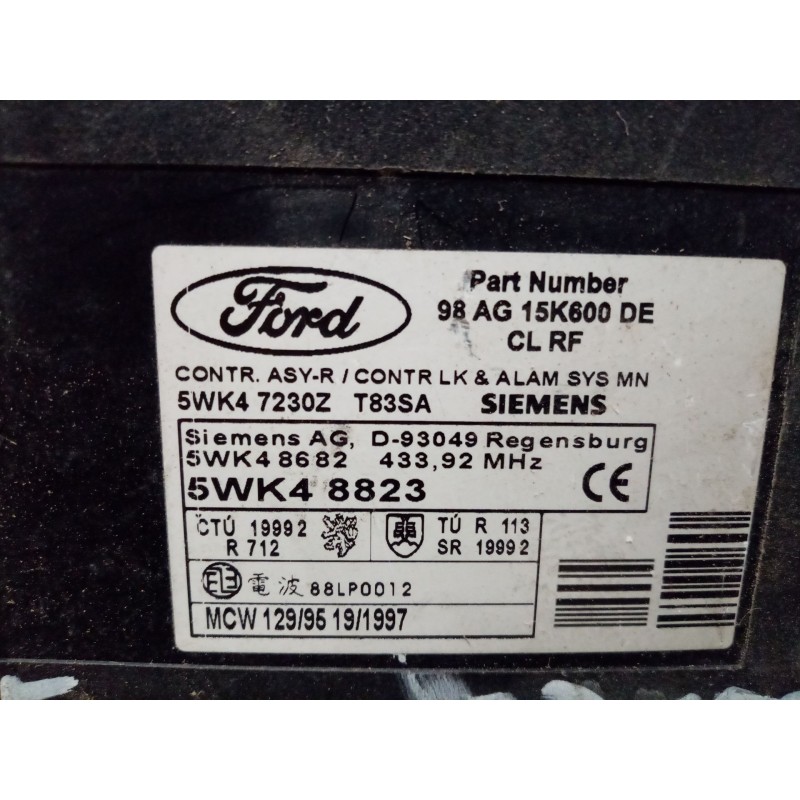 Ford
Part Number
98 AG 15K600 DE
CL RF
CONTR. ASY-R / CONTR LK & ALAM SYS MN
5WK4 7230Z T83SA SIEMENS
Siemens AG, D-93049 Regensburg
5WK4 8682 433,92 MHz
5WK4 8823 CE
ČTÚ 1999 2
R 712
TÚ R 113
SR 1999 2
電波 88LP0012
MCW 129/95 19/1997